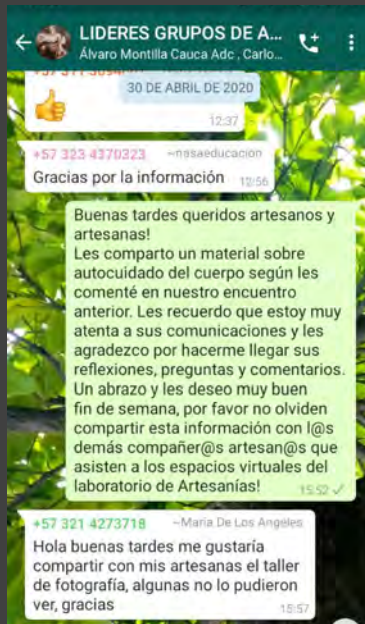 LIDERES GRUPOS DE A...
Álvaro Montilla Cauca Adc , Carlo...
30 DE ABRIL DE 2020
12:37
+57 323 4370323 ~nasaeducacion
Gracias por la información 12:56
Buenas tardes queridos artesanos y
artesanas!
Les comparto un material sobre
autocuidado del cuerpo según les
comenté en nuestro encuentro
anterior. Les recuerdo que estoy muy
atenta a sus comunicaciones y les
agradezco por hacerme llegar sus
reflexiones, preguntas y comentarios.
Un abrazo y les deseo muy buen
fin de semana, por favor no olviden
compartir esta información con l@s
demás compañer@s artesan@s que
asisten a los espacios virtuales del
laboratorio de Artesanías! 15:52
+57 321 4273718 ~Maria De Los Angeles
Hola buenas tardes me gustaría
compartir con mis artesanas el taller
de fotografía, algunas no lo pudieron
ver, gracias 15:57